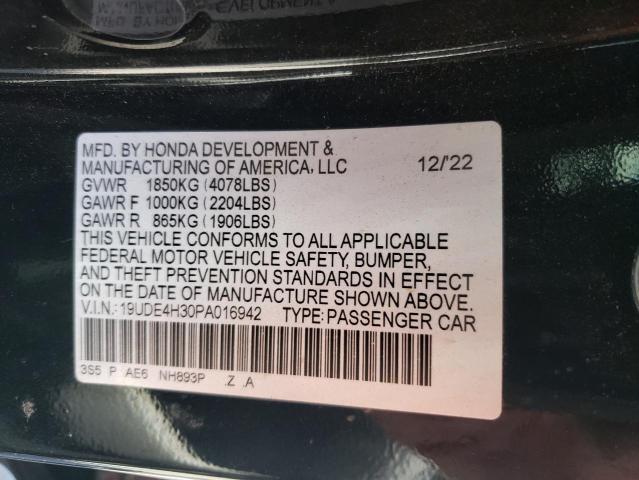 MFD. BY HONDA DEVELOPMENT &
MANUFACTURING OF AMERICA, LLC 12/'22
GVWR 1850KG (4078LBS)
GAWR F 1000KG (2204LBS)
GAWR R 865KG (1906LBS)
THIS VEHICLE CONFORMS TO ALL APPLICABLE
FEDERAL MOTOR VEHICLE SAFETY, BUMPER,
AND THEFT PREVENTION STANDARDS IN EFFECT
ON THE DATE OF MANUFACTURE SHOWN ABOVE.
V.I.N.:19UDE4H30PA016942 TYPE:PASSENGER CAR
3S5 P AE6 NH893P .Z .A